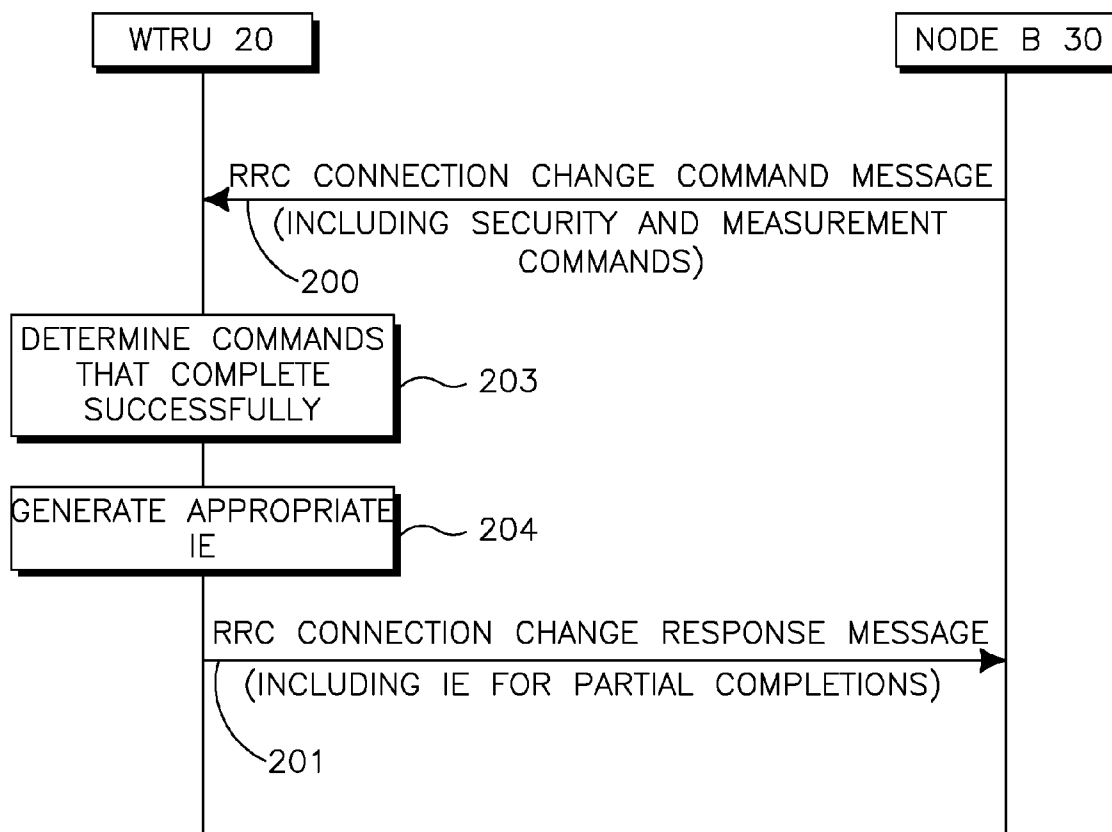 WTRU 20
NODE B 30
RRC CONNECTION CHANGE COMMAND MESSAGE
(INCLUDING SECURITY AND MEASUREMENT
COMMANDS)
200
DETERMINE COMMANDS
THAT COMPLETE
SUCCESSFULLY
203
GENERATE APPROPRIATE
IE
204
RRC CONNECTION CHANGE RESPONSE MESSAGE
(INCLUDING IE FOR PARTIAL COMPLETIONS)
201